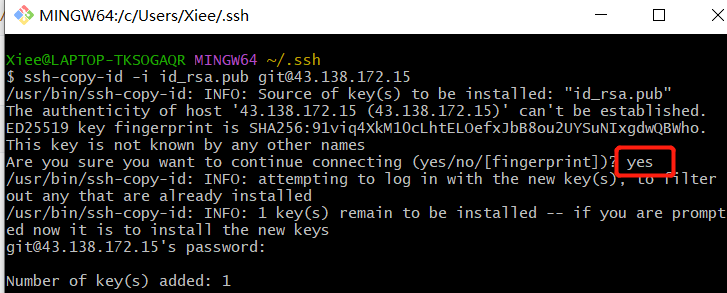 MINGW64:/c/Users/Xiee/.ssh
Xiee@LAPTOP-TKSOGAQR MINGW64 ~/.ssh
$ ssh-copy-id -i id_rsa.pub git@43.138.172.15
/usr/bin/ssh-copy-id: INFO: Source of key(s) to be installed: "id_rsa.pub"
The authenticity of host '43.138.172.15 (43.138.172.15)' can't be established.
ED25519 key fingerprint is SHA256:91viq4XkM1OcLhtELOefxJbB8ou2UYSuNIxgdwQBWho.
This key is not known by any other names
Are you sure you want to continue connecting (yes/no/[fingerprint])? yes
/usr/bin/ssh-copy-id: INFO: attempting to log in with the new key(s), to filter
out any that are already installed
/usr/bin/ssh-copy-id: INFO: 1 key(s) remain to be installed -- if you are prompt
ed now it is to install the new keys
git@43.138.172.15's password:
Number of key(s) added: 1